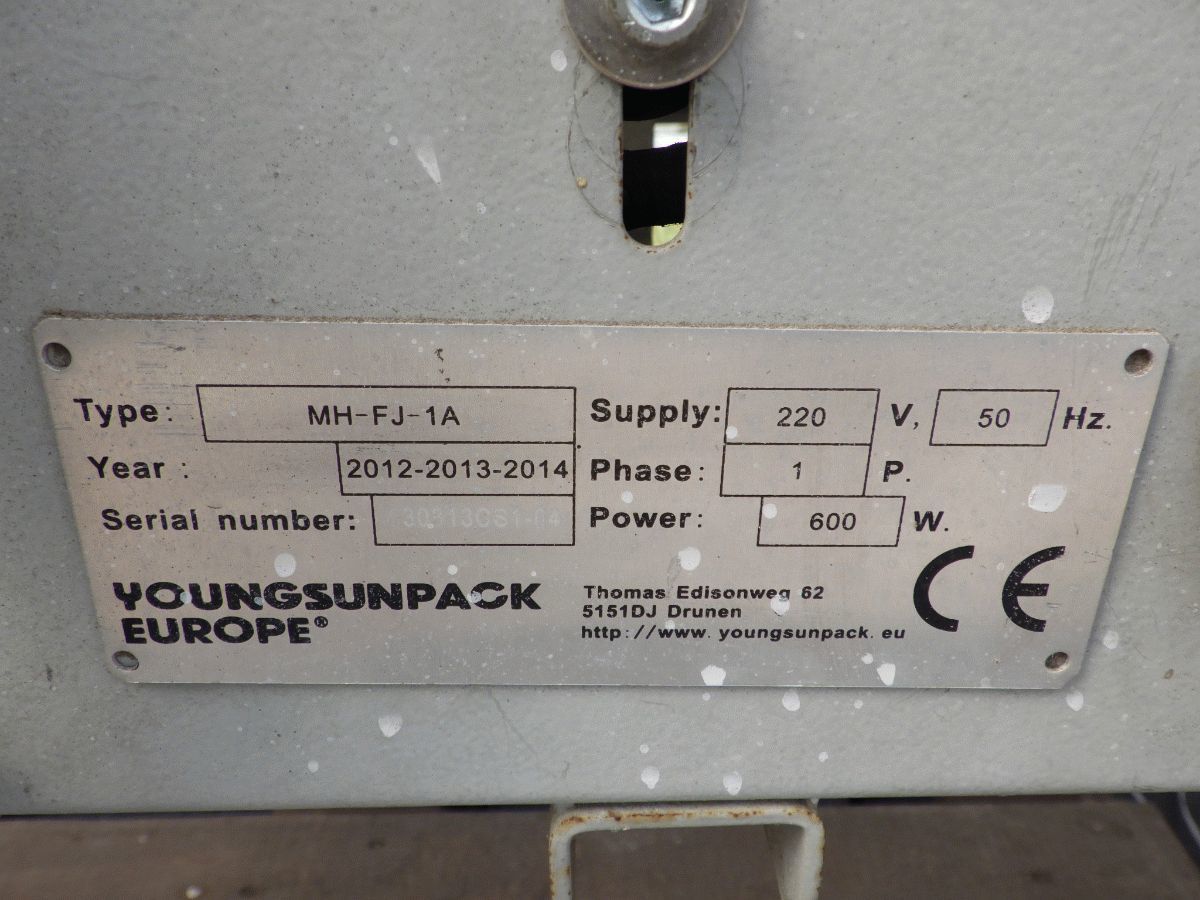 Type: MH-FJ-1A Supply: 220 V, 50 Hz.
Year : 2012-2013-2014 Phase: 1 P.
Serial number: Power: 600 W.
YOUNGSUNPACK
EUROPE®
Thomas Edisonweg 62
5151DJ Drunen
http://www.youngsunpack.eu
CE